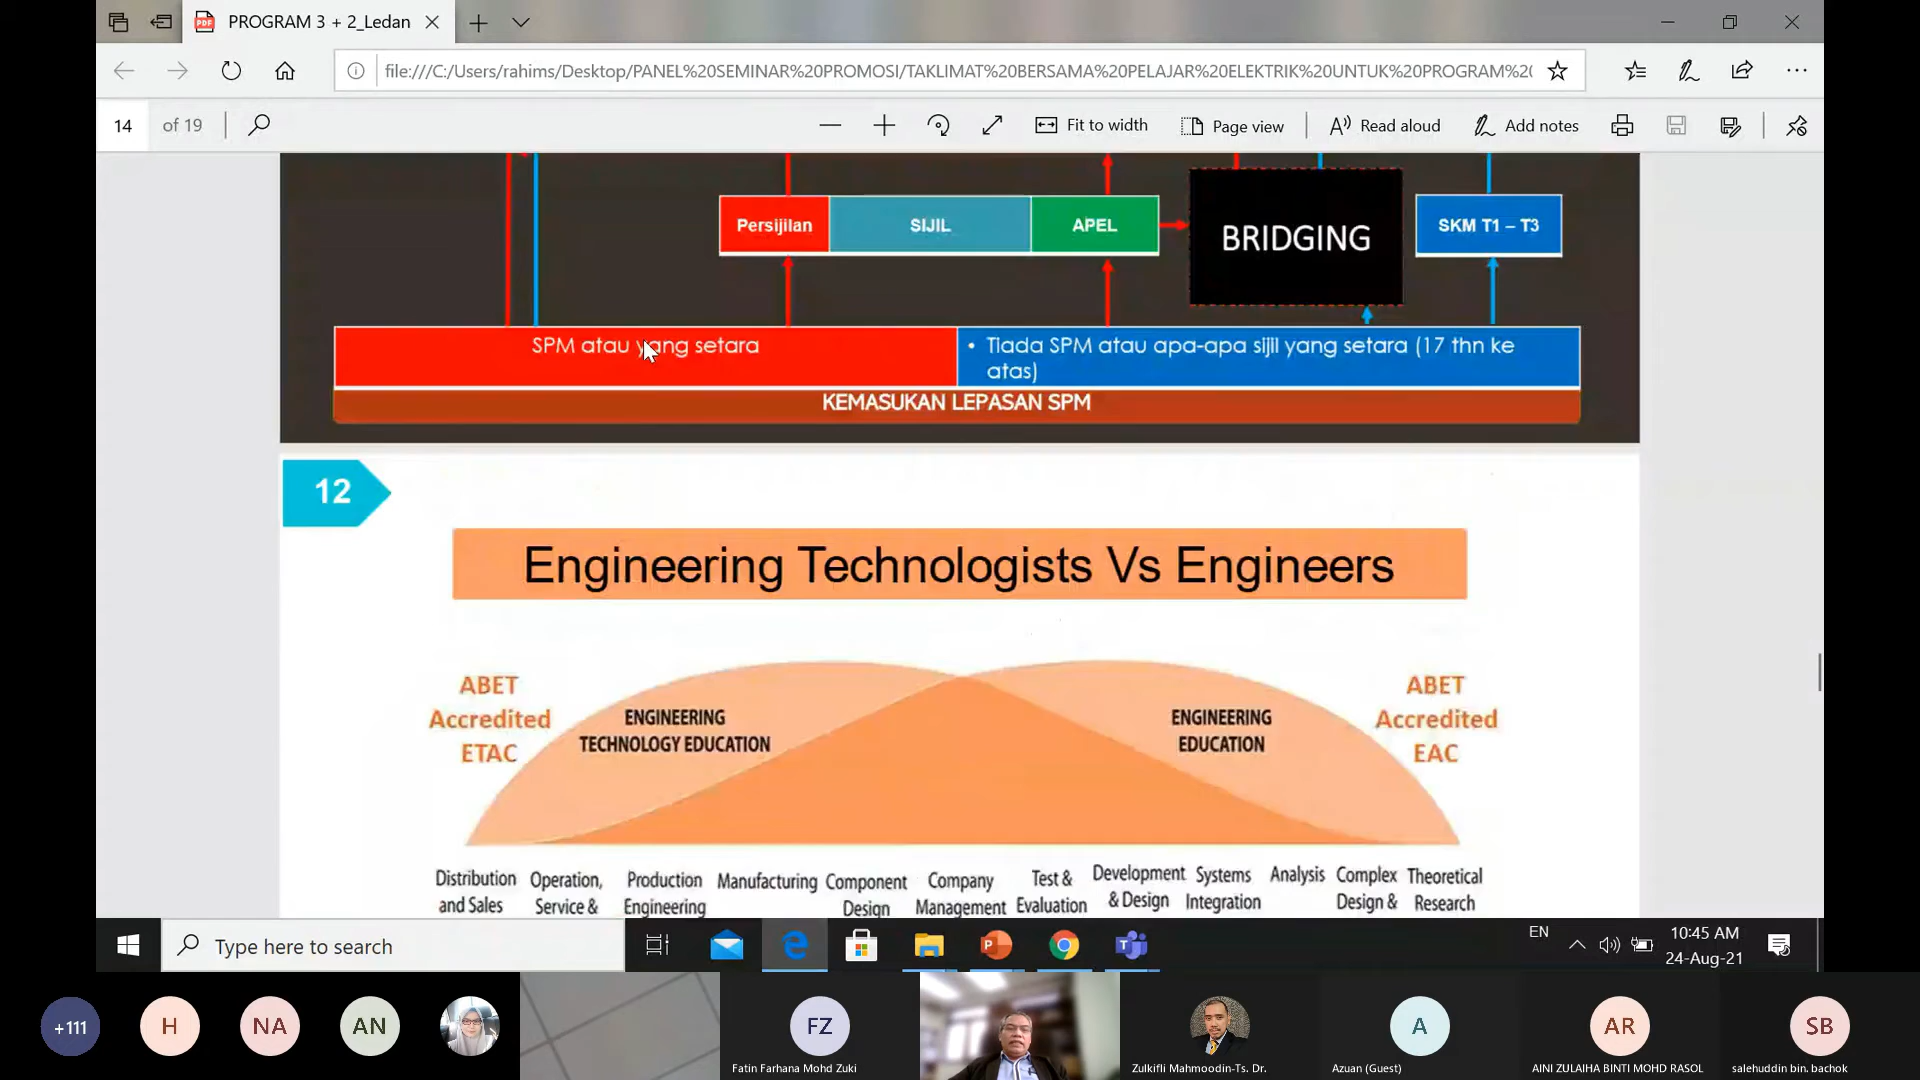 PROGRAM 3 + 2_Ledan
file:///C:/Users/rahims/Desktop/PANEL%20SEMINAR%20PROMOSI/TAKLIMAT%20BERSAMA%20PELAJAR%20ELEKTRIK%20UNTUK%20PROGRAM%20
14 of 19
Fit to width
Page view
Read aloud
Add notes
Persijilan
SIJIL
APEL
BRIDGING
SKM T1 – T3
SPM atau yang setara
• Tiada SPM atau apa-apa sijil yang setara (17 thn ke
atas)
KEMASUKAN LEPASAN SPM
12
Engineering Technologists Vs Engineers
ABET
Accredited
ETAC
ENGINEERING
TECHNOLOGY EDUCATION
ENGINEERING
EDUCATION
ABET
Accredited
EAC
Distribution
and Sales
Operation,
Service &
Production
Engineering
Manufacturing
Component
Design
Company
Management
Test &
Evaluation
Development
& Design
Systems
Integration
Analysis
Complex
Design &
Theoretical
Research
Type here to search
EN
10:45 AM
24-Aug-21
+111
H
NA
AN
FZ
Fatin Farhana Mohd Zuki
Zulkifli Mahmoodin-Ts. Dr.
A
Azuan (Guest)
AR
AINI ZULAIHA BINTI MOHD RASOL
SB
salehuddin bin. bachok